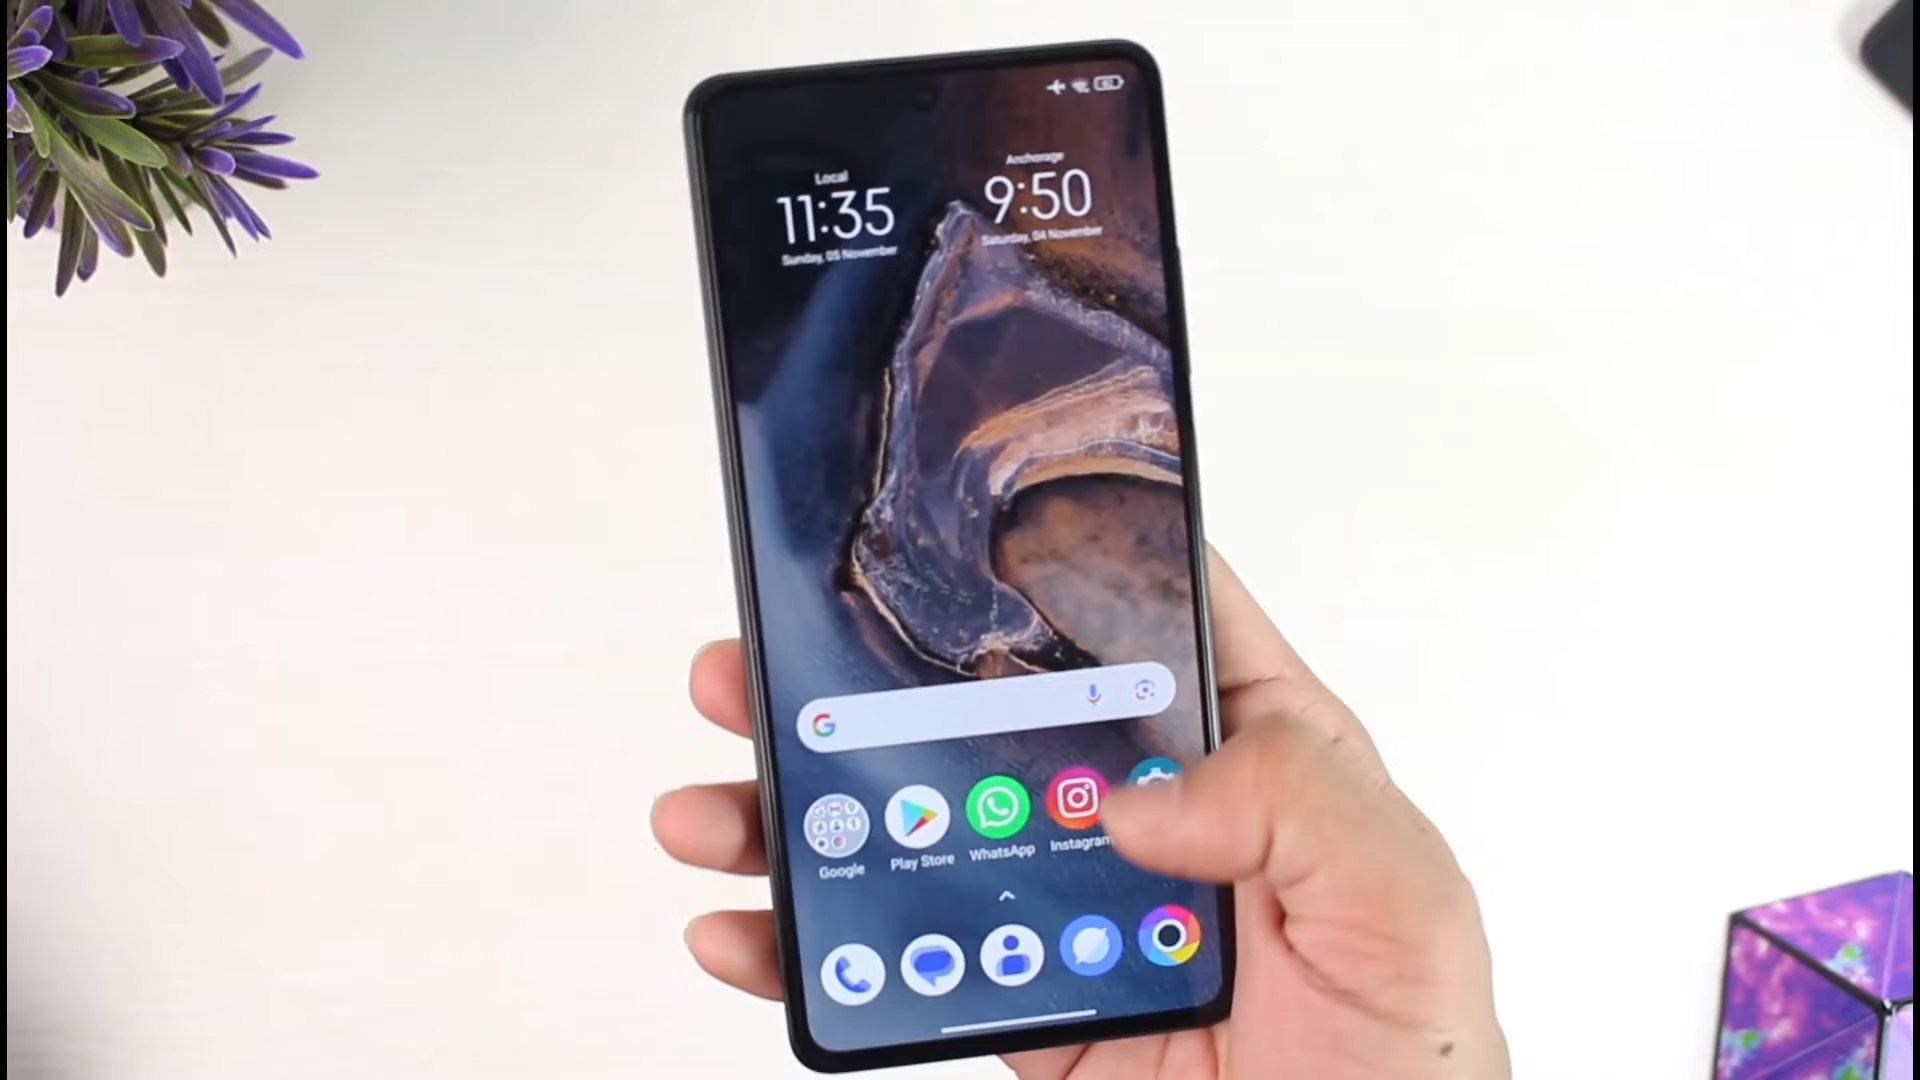 Local
11:35
Sunday, 05 November
Anchorage
9:50
Saturday, 04 November
Google
Play Store
WhatsApp
Instagram